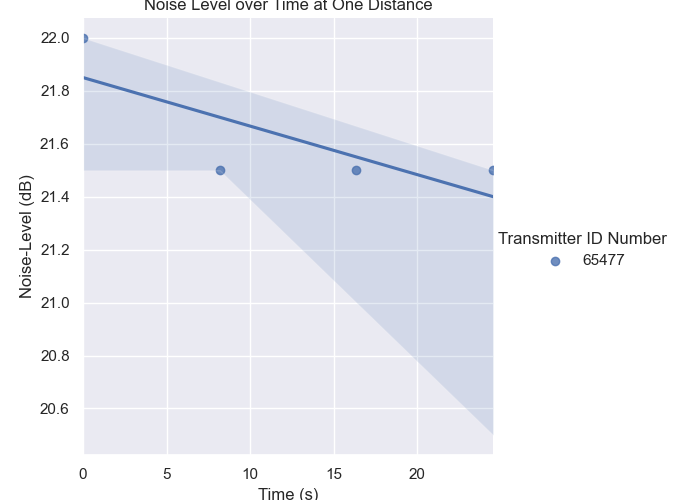 Noise Level over Time at One Distance
22.0
21.8
21.6
21.4
21.2
21.0
20.8
20.6
Noise-Level (dB)
0 5 10 15 20
Time (s)
Transmitter ID Number
65477